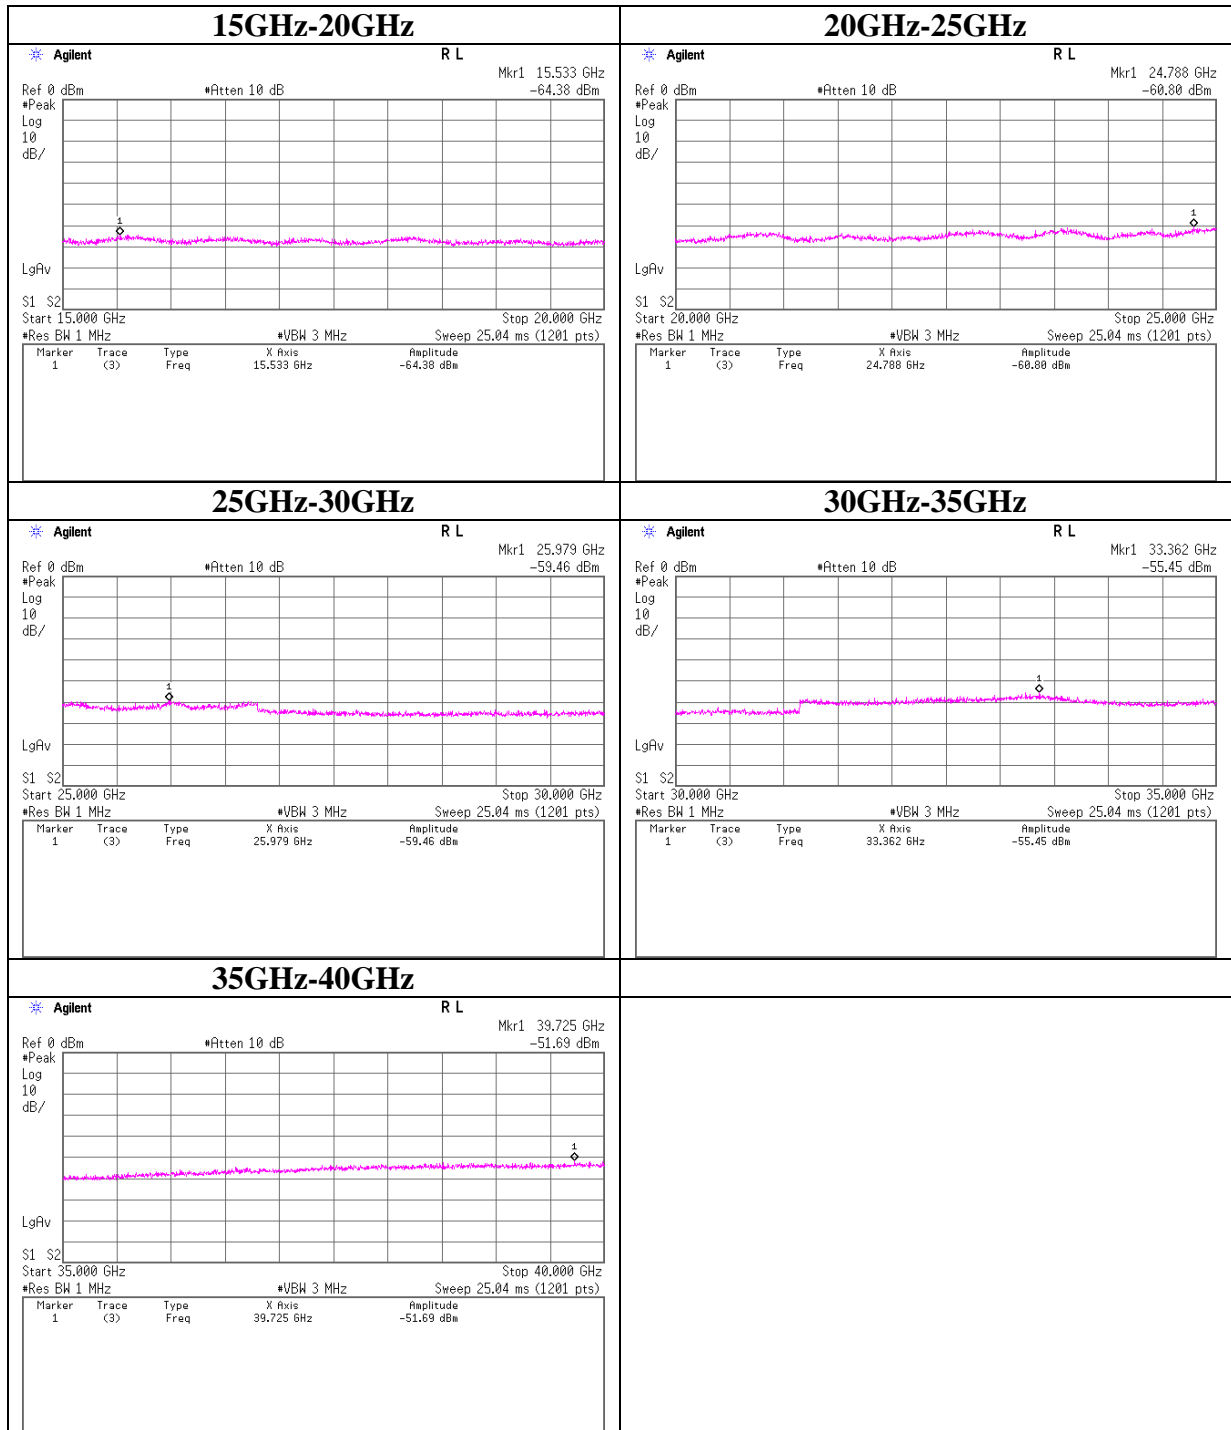 15GHz-20GHz
Agilent R L
Mkr1 15.533 GHz
Ref 0 dBm #Atten 10 dB -64.38 dBm
#Peak
Log
10
dB/
1
LgAv
S1 S2
Start 15.000 GHz Stop 20.000 GHz
#Res BW 1 MHz #VBW 3 MHz Sweep 25.04 ms (1201 pts)
Marker Trace Type X Axis Amplitude
1 (3) Freq 15.533 GHz -64.38 dBm
20GHz-25GHz
Agilent R L
Mkr1 24.788 GHz
Ref 0 dBm #Atten 10 dB -60.80 dBm
#Peak
Log
10
dB/
1
LgAv
S1 S2
Start 20.000 GHz Stop 25.000 GHz
#Res BW 1 MHz #VBW 3 MHz Sweep 25.04 ms (1201 pts)
Marker Trace Type X Axis Amplitude
1 (3) Freq 24.788 GHz -60.80 dBm
25GHz-30GHz
Agilent R L
Mkr1 25.979 GHz
Ref 0 dBm #Atten 10 dB -59.46 dBm
#Peak
Log
10
dB/
1
LgAv
S1 S2
Start 25.000 GHz Stop 30.000 GHz
#Res BW 1 MHz #VBW 3 MHz Sweep 25.04 ms (1201 pts)
Marker Trace Type X Axis Amplitude
1 (3) Freq 25.979 GHz -59.46 dBm
30GHz-35GHz
Agilent R L
Mkr1 33.362 GHz
Ref 0 dBm #Atten 10 dB -55.45 dBm
#Peak
Log
10
dB/
1
LgAv
S1 S2
Start 30.000 GHz Stop 35.000 GHz
#Res BW 1 MHz #VBW 3 MHz Sweep 25.04 ms (1201 pts)
Marker Trace Type X Axis Amplitude
1 (3) Freq 33.362 GHz -55.45 dBm
35GHz-40GHz
Agilent R L
Mkr1 39.725 GHz
Ref 0 dBm #Atten 10 dB -51.69 dBm
#Peak
Log
10
dB/
1
LgAv
S1 S2
Start 35.000 GHz Stop 40.000 GHz
#Res BW 1 MHz #VBW 3 MHz Sweep 25.04 ms (1201 pts)
Marker Trace Type X Axis Amplitude
1 (3) Freq 39.725 GHz -51.69 dBm